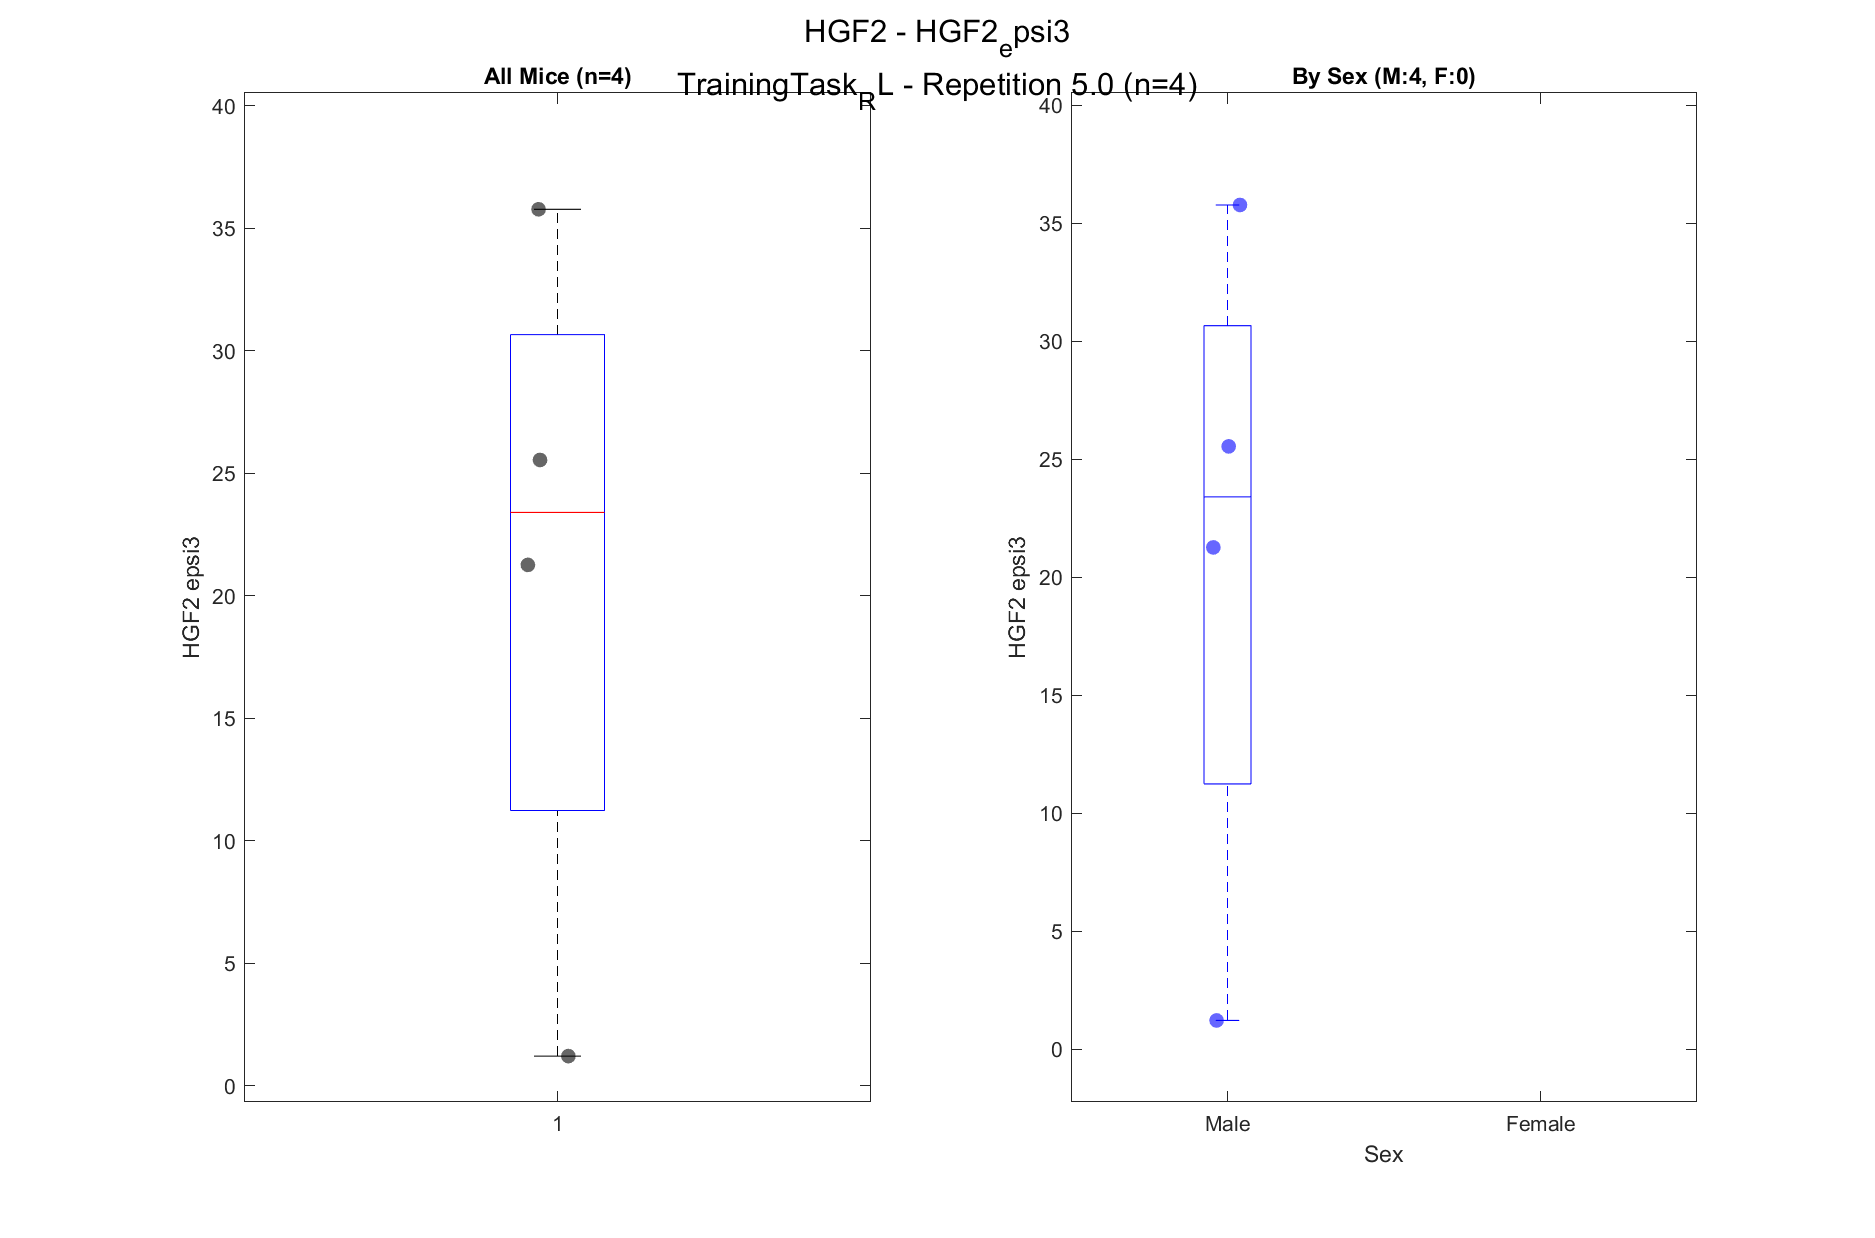 HGF2 - HGF2epsi3
TrainingTaskRL - Repetition 5.0 (n=4)
All Mice (n=4)
40
35
30
25
20
15
10
5
0
HGF2 epsi3
1
By Sex (M:4, F:0)
40
35
30
25
20
15
10
5
0
HGF2 epsi3
Male
Female
Sex